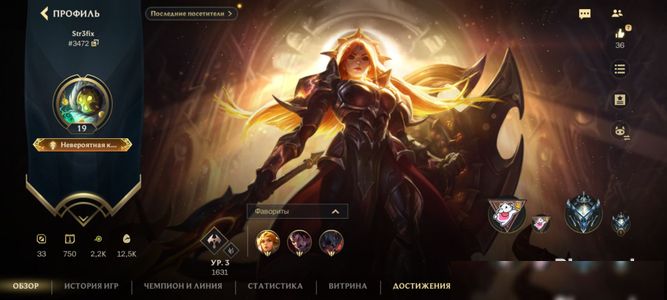 ПРОФИЛЬ
Последние посетители
Str3fix
#3472
36
19
Невероятная к...
Фавориты
33
750
2,2K
12,5K
УР. 3
1631
ОБЗОР
ИСТОРИЯ ИГР
ЧЕМПИОН И ЛИНИЯ
СТАТИСТИКА
ВИТРИНА
ДОСТИЖЕНИЯ